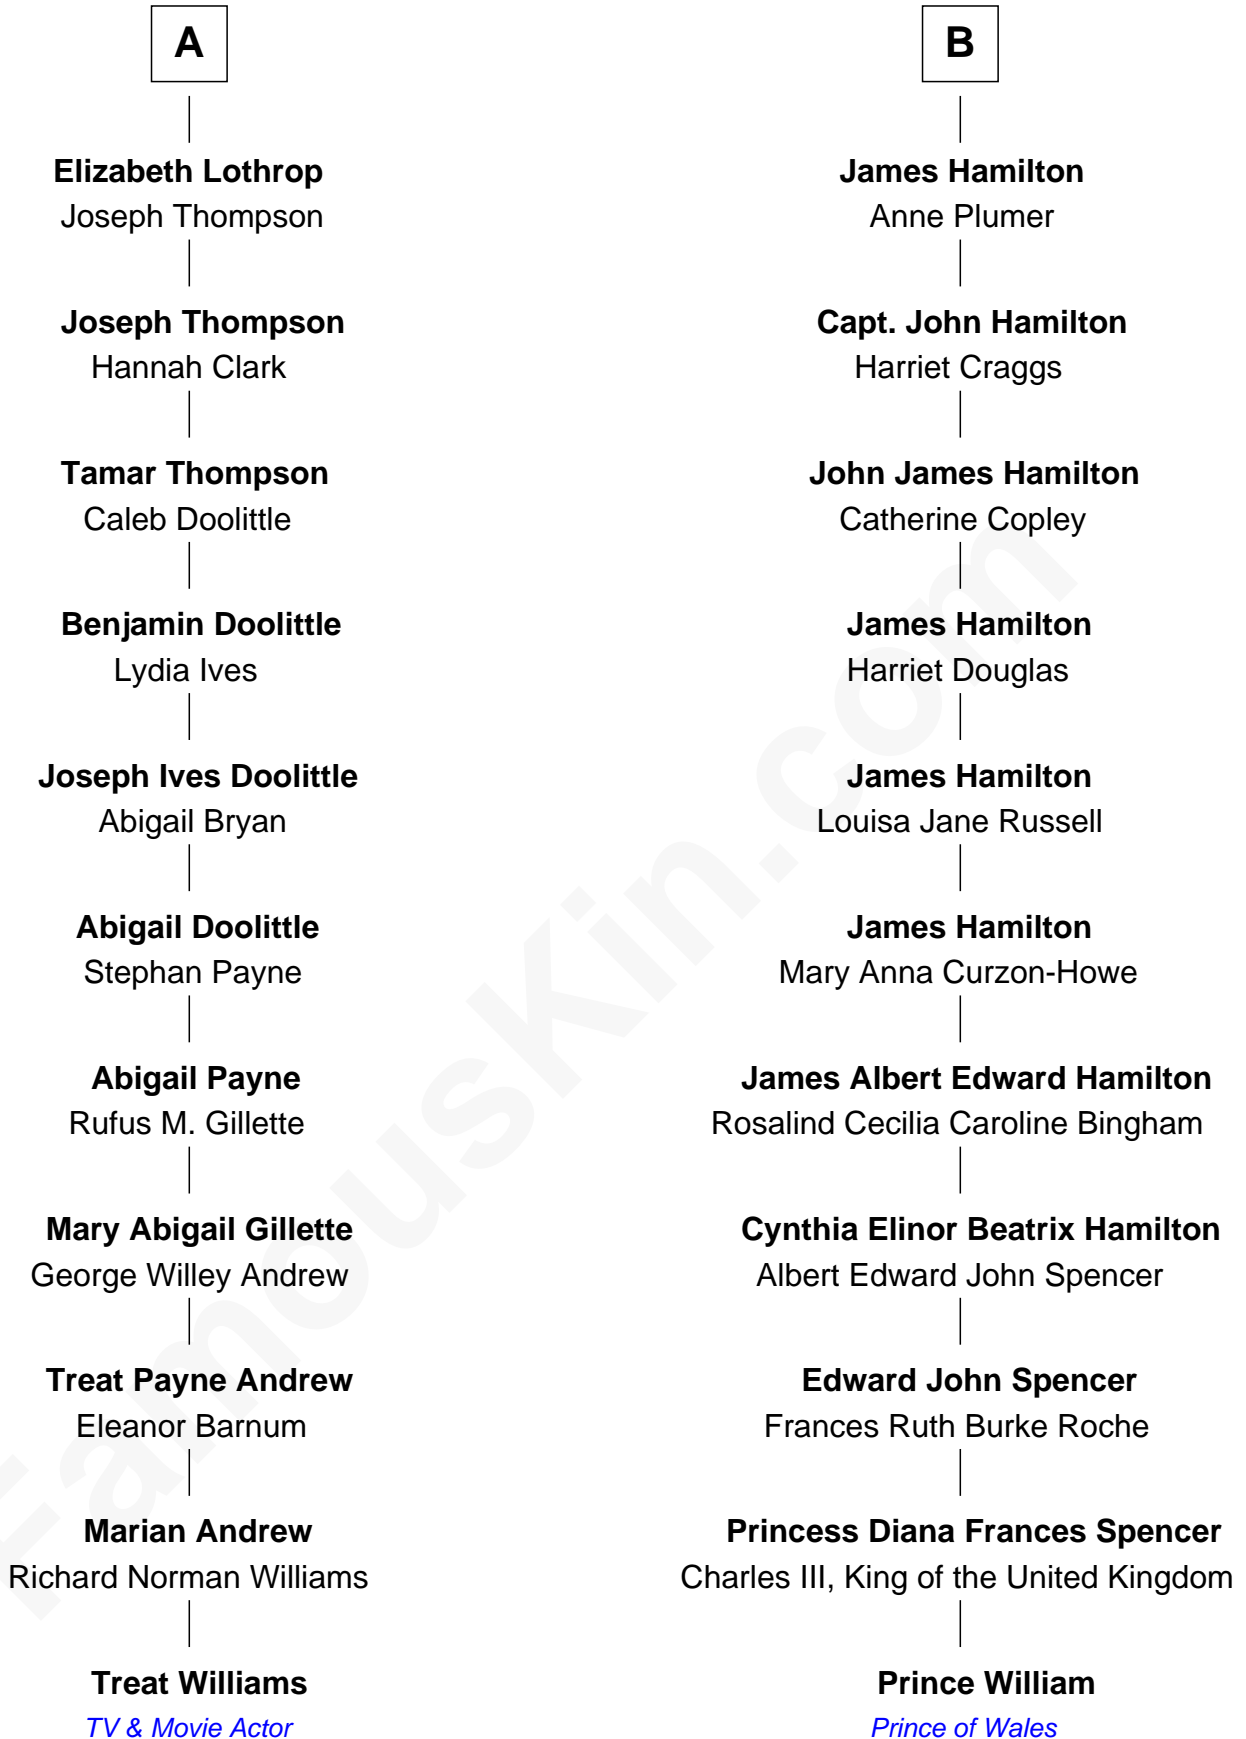 A
Elizabeth Lothrop
Joseph Thompson
Joseph Thompson
Hannah Clark
Tamar Thompson
Caleb Doolittle
Benjamin Doolittle
Lydia Ives
Joseph Ives Doolittle
Abigail Bryan
Abigail Doolittle
Stephan Payne
Abigail Payne
Rufus M. Gillette
Mary Abigail Gillette
George Willey Andrew
Treat Payne Andrew
Eleanor Barnum
Marian Andrew
Richard Norman Williams
Treat Williams
TV & Movie Actor
B
James Hamilton
Anne Plumer
Capt. John Hamilton
Harriet Craggs
John James Hamilton
Catherine Copley
James Hamilton
Harriet Douglas
James Hamilton
Louisa Jane Russell
James Hamilton
Mary Anna Curzon-Howe
James Albert Edward Hamilton
Rosalind Cecilia Caroline Bingham
Cynthia Elinor Beatrix Hamilton
Albert Edward John Spencer
Edward John Spencer
Frances Ruth Burke Roche
Princess Diana Frances Spencer
Charles III, King of the United Kingdom
Prince William
Prince of Wales
FamousKin.com